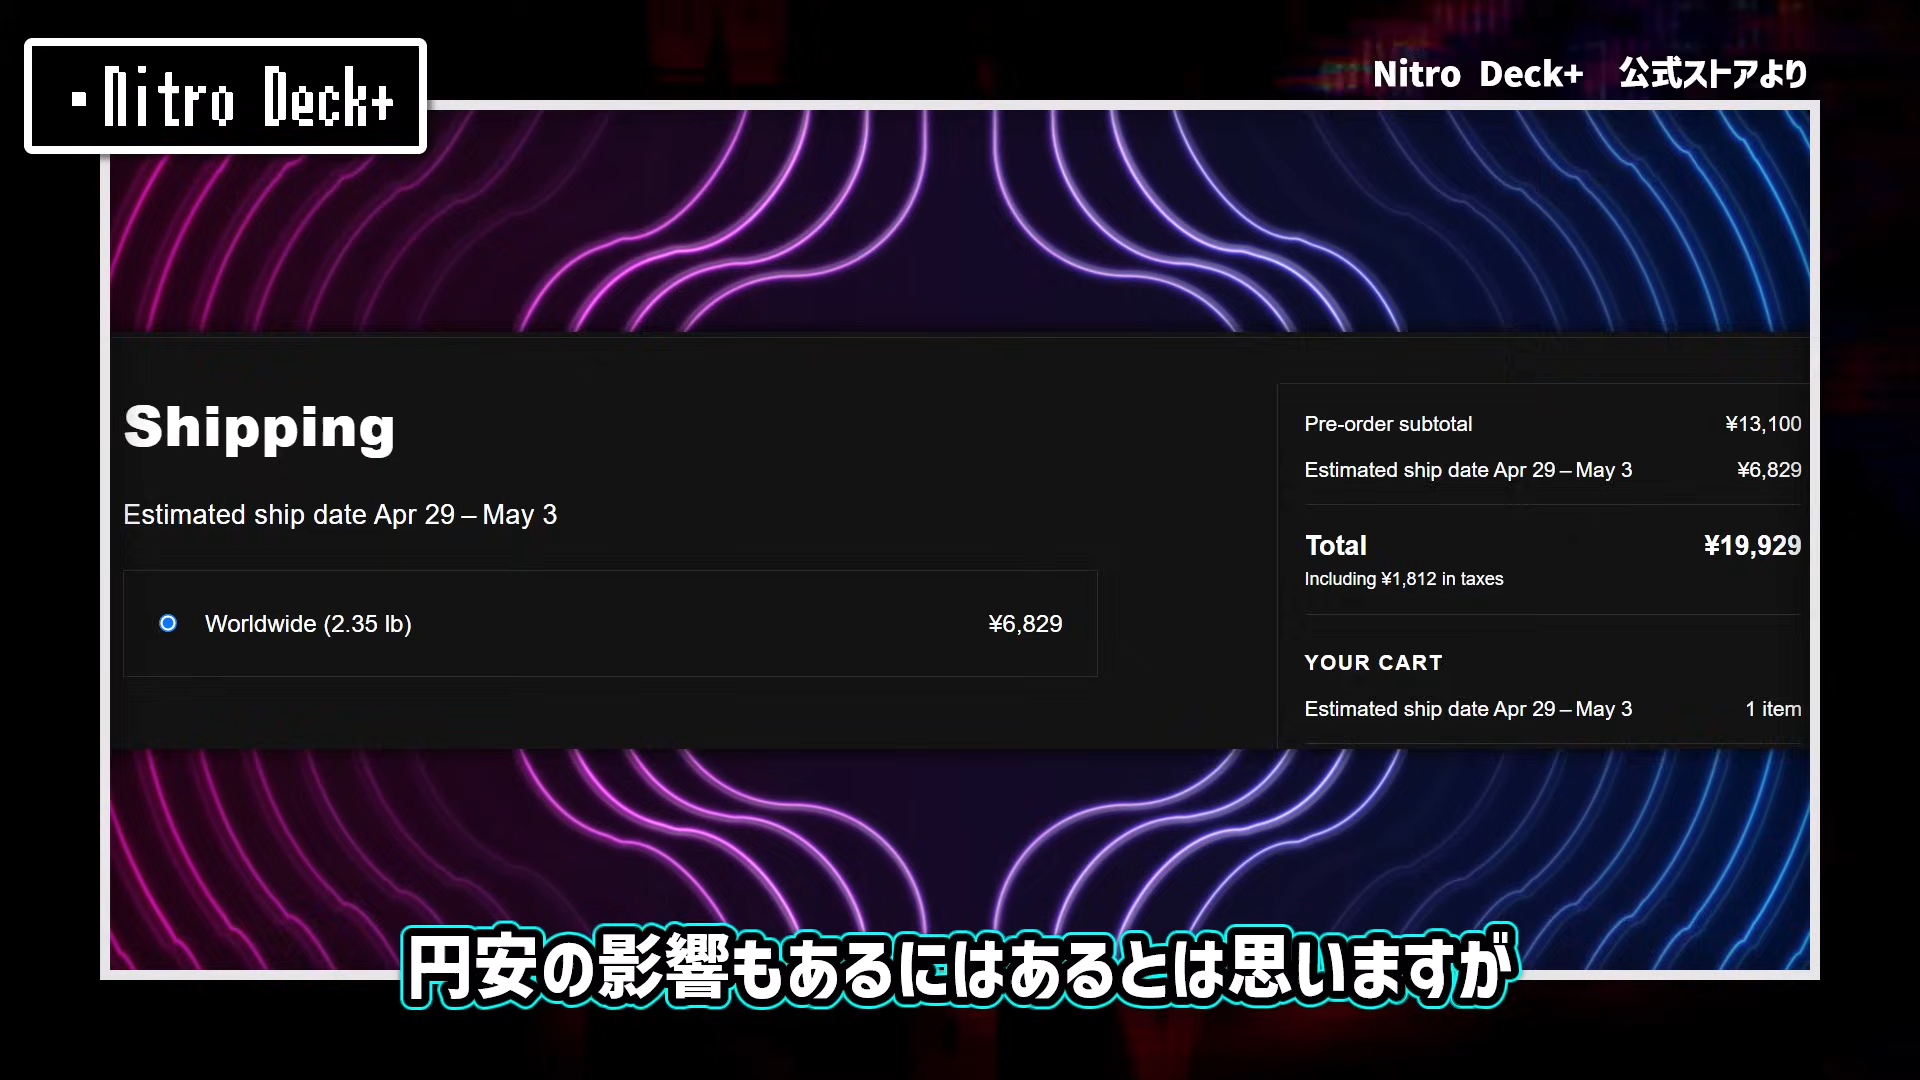 ・Nitro Deck+
Nitro Deck+ 公式ストアより
Shipping
Estimated ship date Apr 29 – May 3
Worldwide (2.35 lb) ¥6,829
Pre-order subtotal ¥13,100
Estimated ship date Apr 29 – May 3 ¥6,829
Total ¥19,929
Including ¥1,812 in taxes
YOUR CART
Estimated ship date Apr 29 – May 3 1 item
円安の影響もあるにはあるとは思いますが